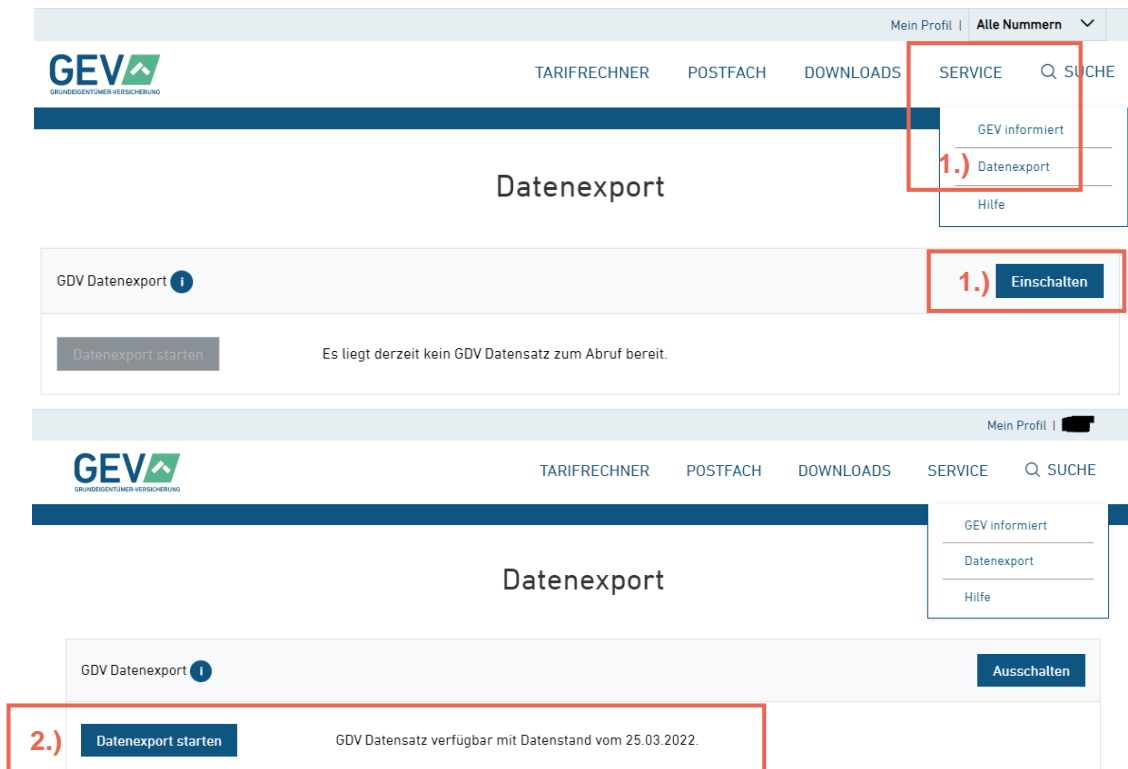 Mein Profil | Alle Nummern
GEV
GRUNDEIGENTÜMER-VERSICHERUNG
TARIFRECHNER POSTFACH DOWNLOADS SERVICE SUCHE
GEV informiert
1.) Datenexport
Hilfe
Datenexport
GDV Datenexport i
1.) Einschalten
Datenexport starten Es liegt derzeit kein GDV Datensatz zum Abruf bereit.
Mein Profil |
GEV
GRUNDEIGENTÜMER-VERSICHERUNG
TARIFRECHNER POSTFACH DOWNLOADS SERVICE SUCHE
GEV informiert
Datenexport
Hilfe
Datenexport
GDV Datenexport i Ausschalten
2.) Datenexport starten GDV Datensatz verfügbar mit Datenstand vom 25.03.2022.